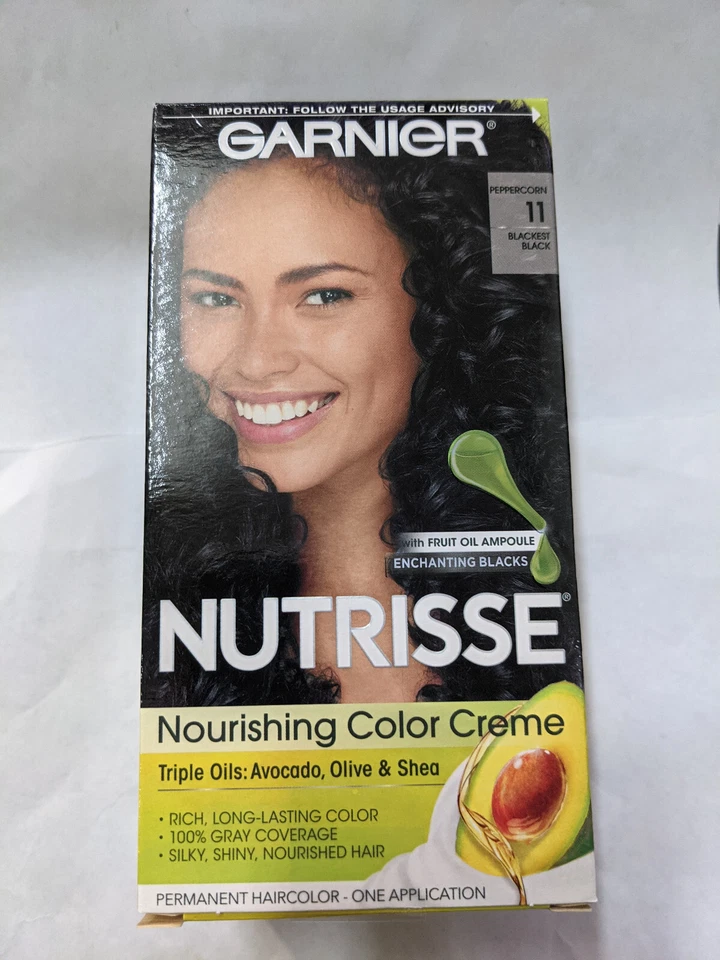 IMPORTANT: FOLLOW THE USAGE ADVISORY
GARNIER®
PEPPERCORN
11
BLACKEST
BLACK
with FRUIT OIL AMPOULE
ENCHANTING BLACKS
NUTRISSE®
Nourishing Color Creme
Triple Oils: Avocado, Olive & Shea
• RICH, LONG-LASTING COLOR
• 100% GRAY COVERAGE
• SILKY, SHINY, NOURISHED HAIR
PERMANENT HAIRCOLOR - ONE APPLICATION